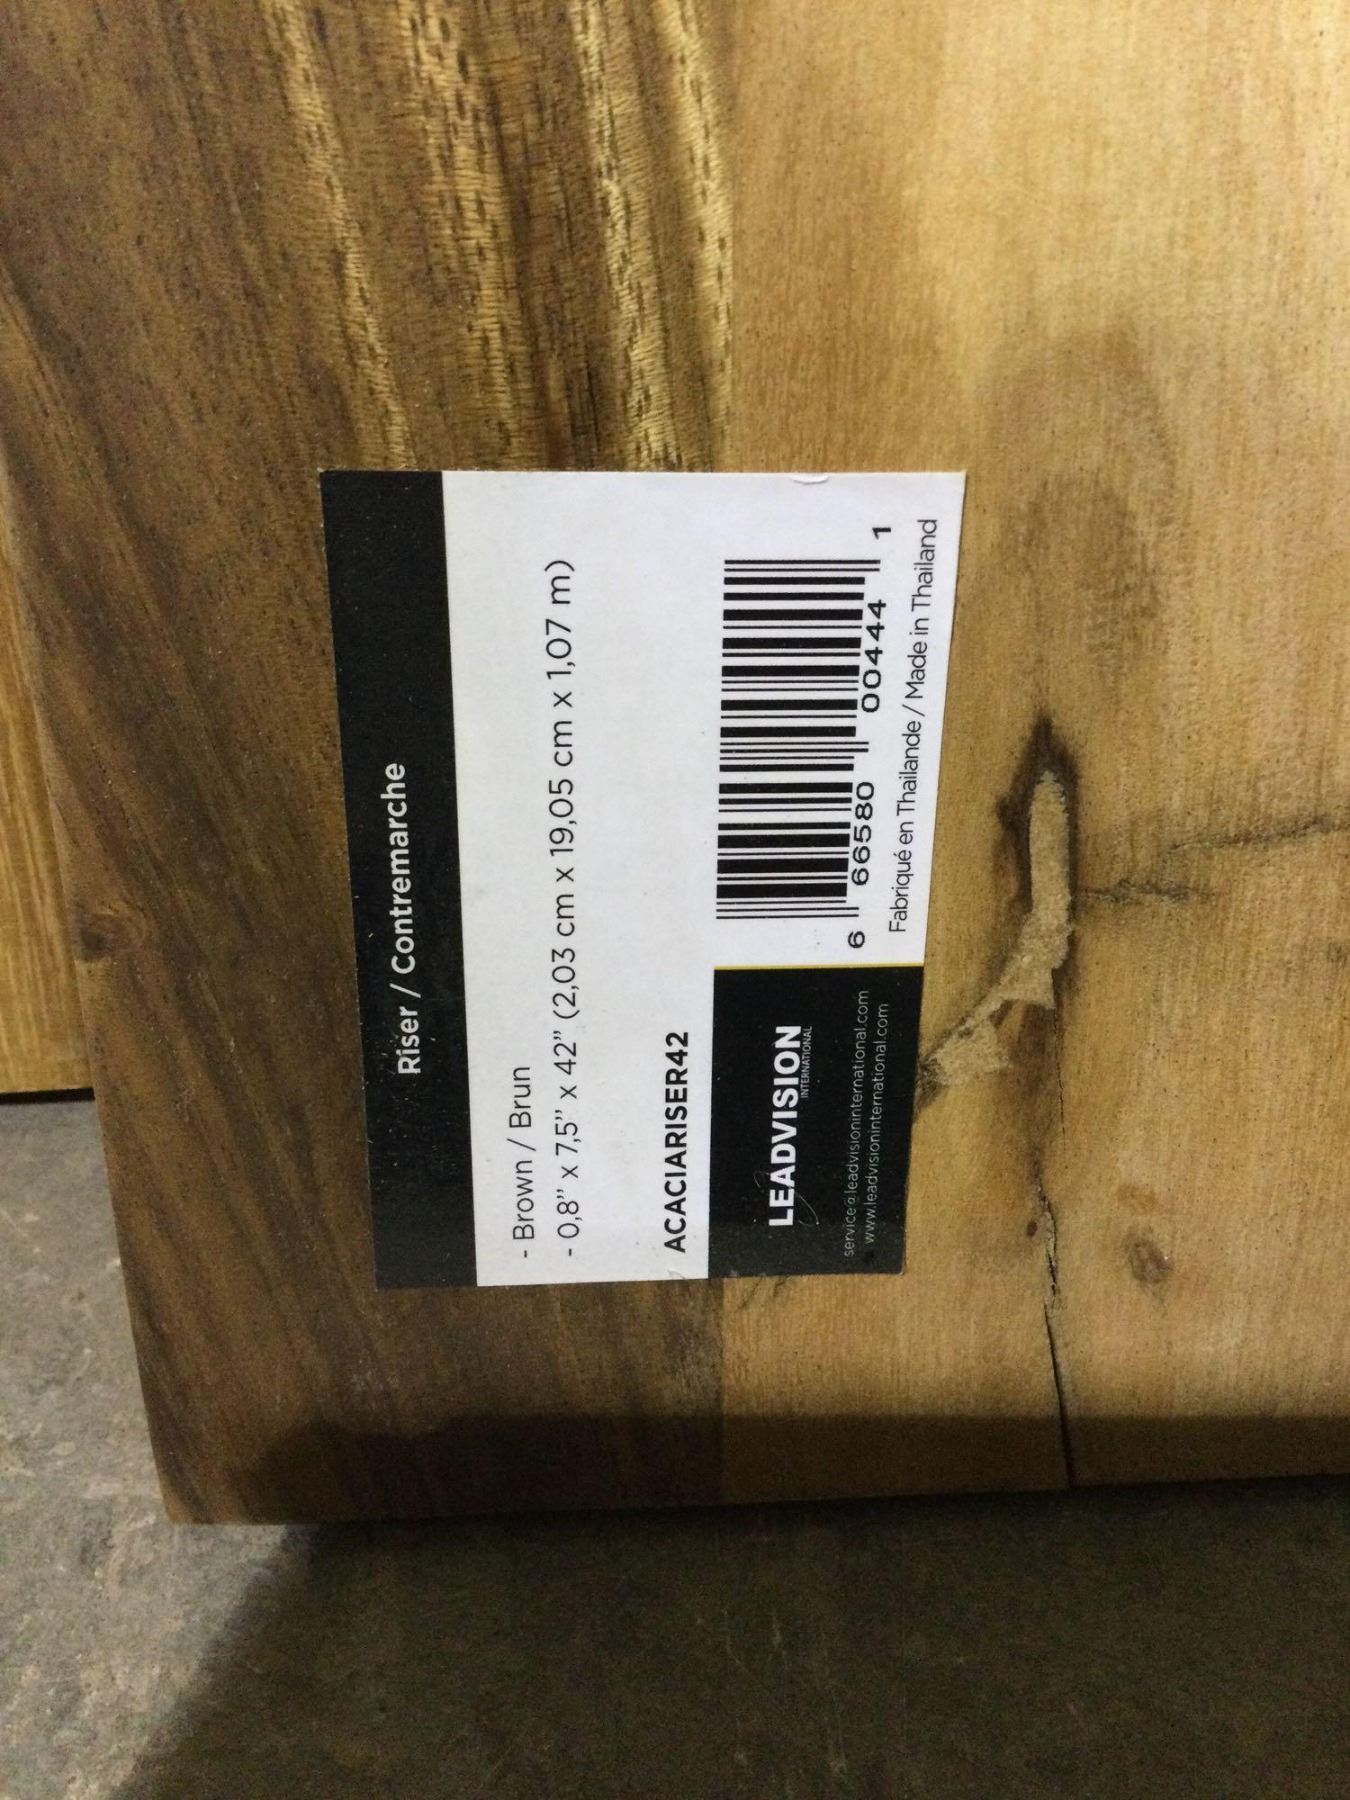 Riser / Contremarche
- Brown / Brun
- 0,8” x 7,5” x 42” (2,03 cm x 19,05 cm x 1,07 m)
ACACIARISER42
LEADVISION
INTERNATIONAL
service@leadvisioninternational.com
www.leadvisioninternational.com
6 66580 00444 1
Fabriqué en Thaïlande / Made in Thailand